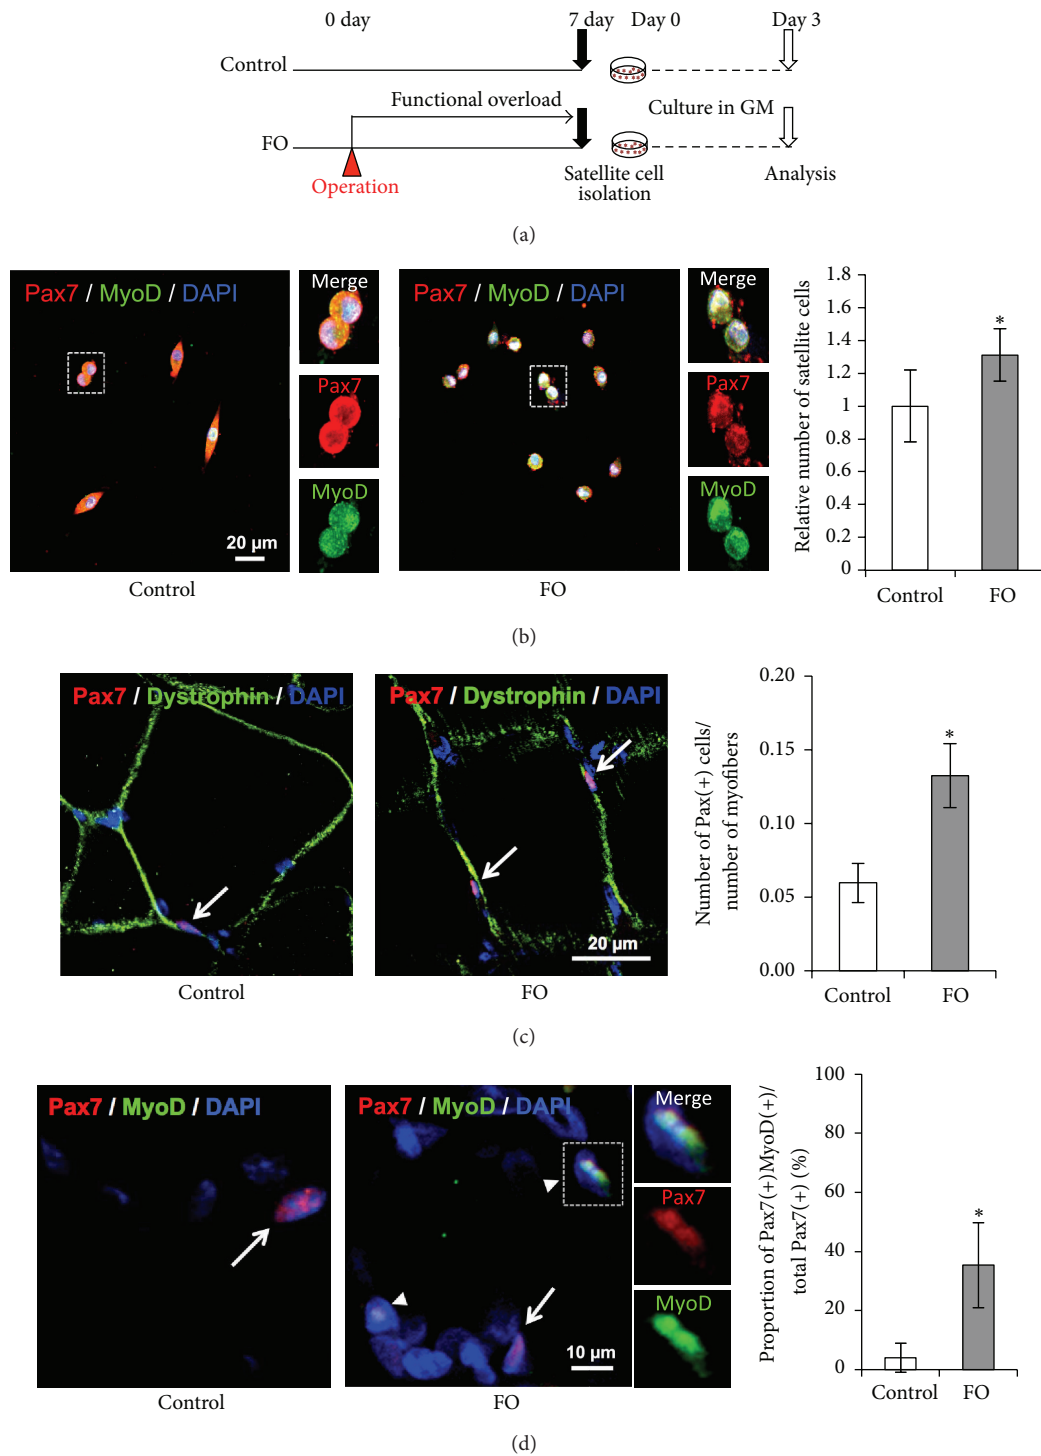 0 day 7 day Day 0 Day 3
Control
Functional overload Culture in GM
FO
Operation Satellite cell isolation Analysis
(a)
Pax7 / MyoD / DAPI
Merge
Pax7
MyoD
20 µm
Control
Pax7 / MyoD / DAPI
Merge
Pax7
MyoD
FO
Relative number of satellite cells
1.8
1.6
1.4
1.2
1
0.8
0.6
0.4
0.2
0
*
Control FO
(b)
Pax7 / Dystrophin / DAPI
Control
Pax7 / Dystrophin / DAPI
20 µm
FO
Number of Pax(+) cells/
number of myofibers
0.20
0.15
0.10
0.05
0.00
*
Control FO
(c)
Pax7 / MyoD / DAPI
Control
Pax7 / MyoD / DAPI
10 µm
Merge
Pax7
MyoD
FO
Proportion of Pax7(+)MyoD(+)/
total Pax7(+) (%)
100
80
60
40
20
0
*
Control FO
(d)